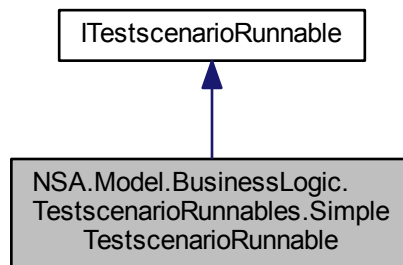 ITestscenarioRunnable
NSA.Model.BusinessLogic.
TestscenarioRunnables.Simple
TestscenarioRunnable